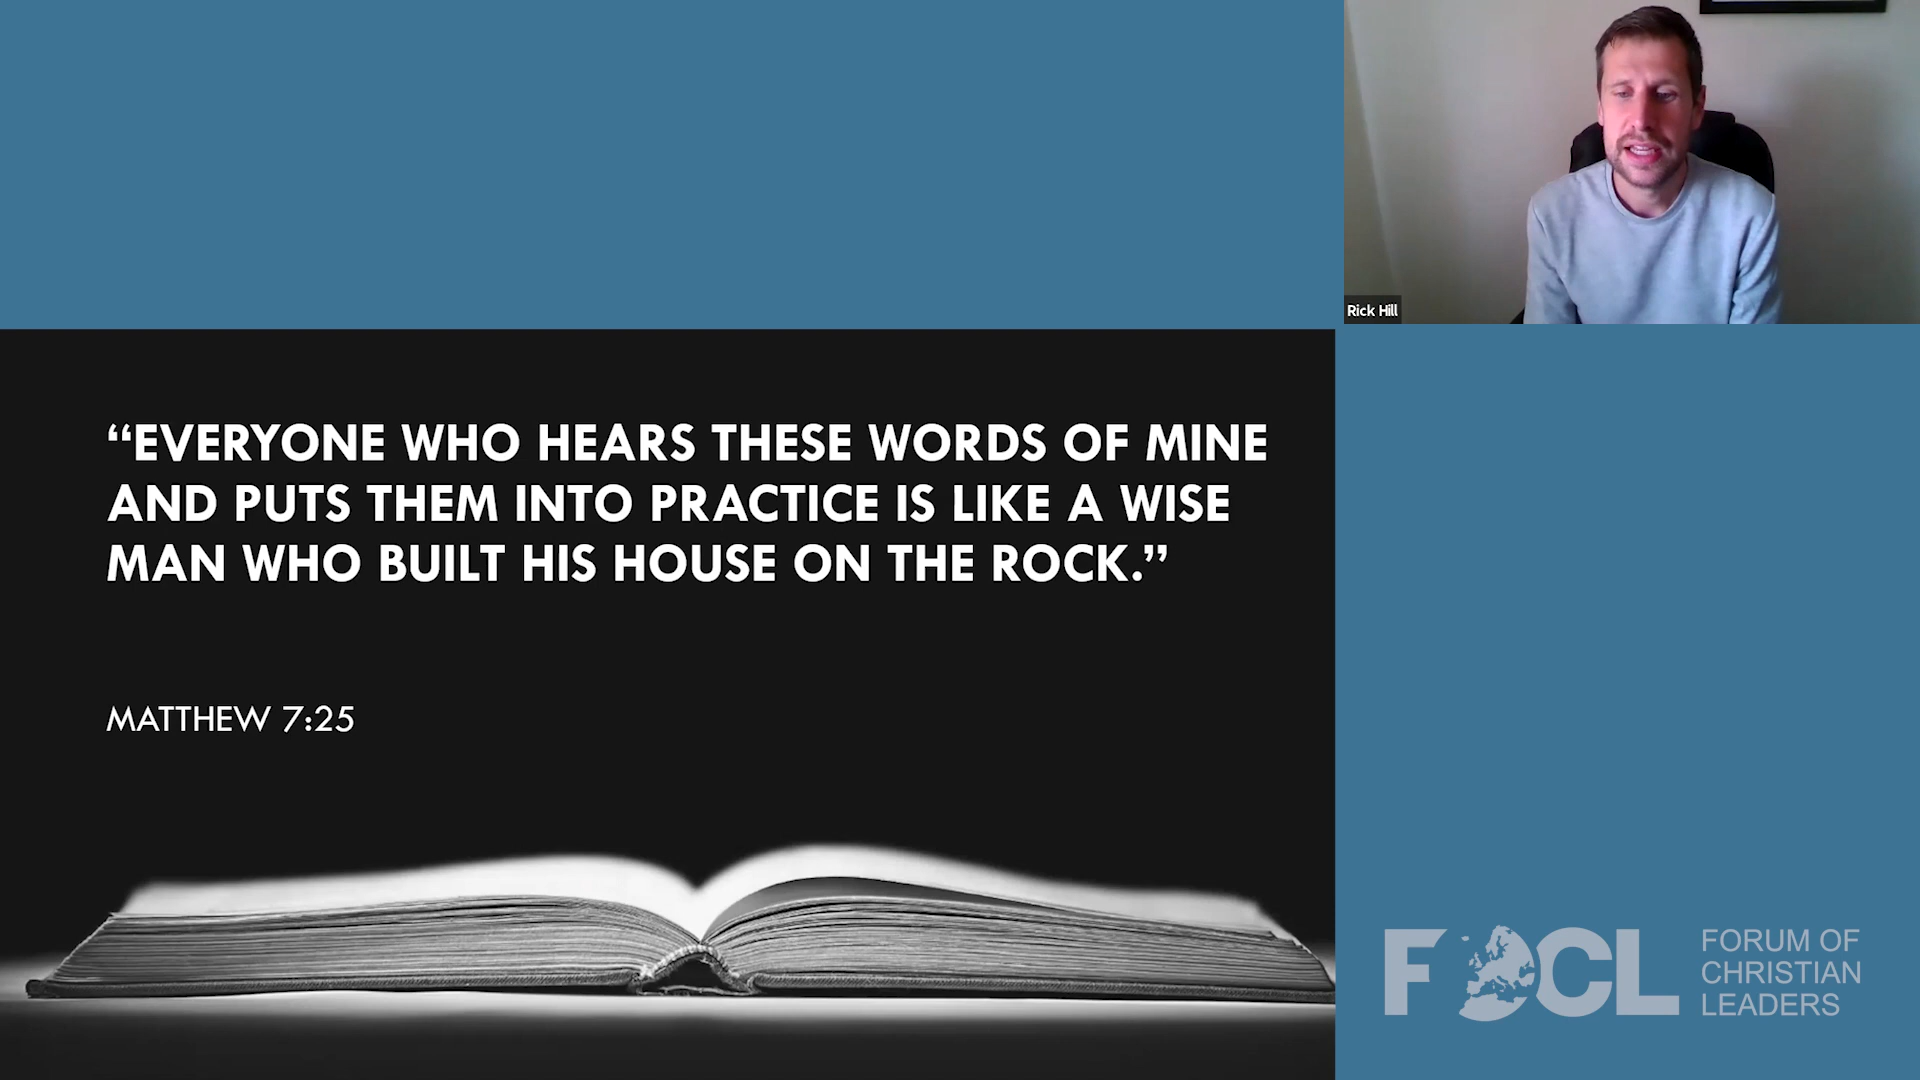 Rick Hill
“EVERYONE WHO HEARS THESE WORDS OF MINE
AND PUTS THEM INTO PRACTICE IS LIKE A WISE
MAN WHO BUILT HIS HOUSE ON THE ROCK.”
MATTHEW 7:25
FOCL
FORUM OF
CHRISTIAN
LEADERS